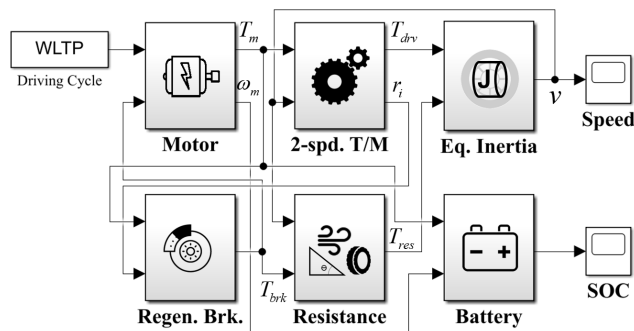 WLTP
Driving Cycle
T_m
ω_m
Motor
T_drv
r_i
2-spd. T/M
J
Eq. Inertia
v
Speed
Regen. Brk.
T_brk
θ
Resistance
T_res
− +
Battery
SOC